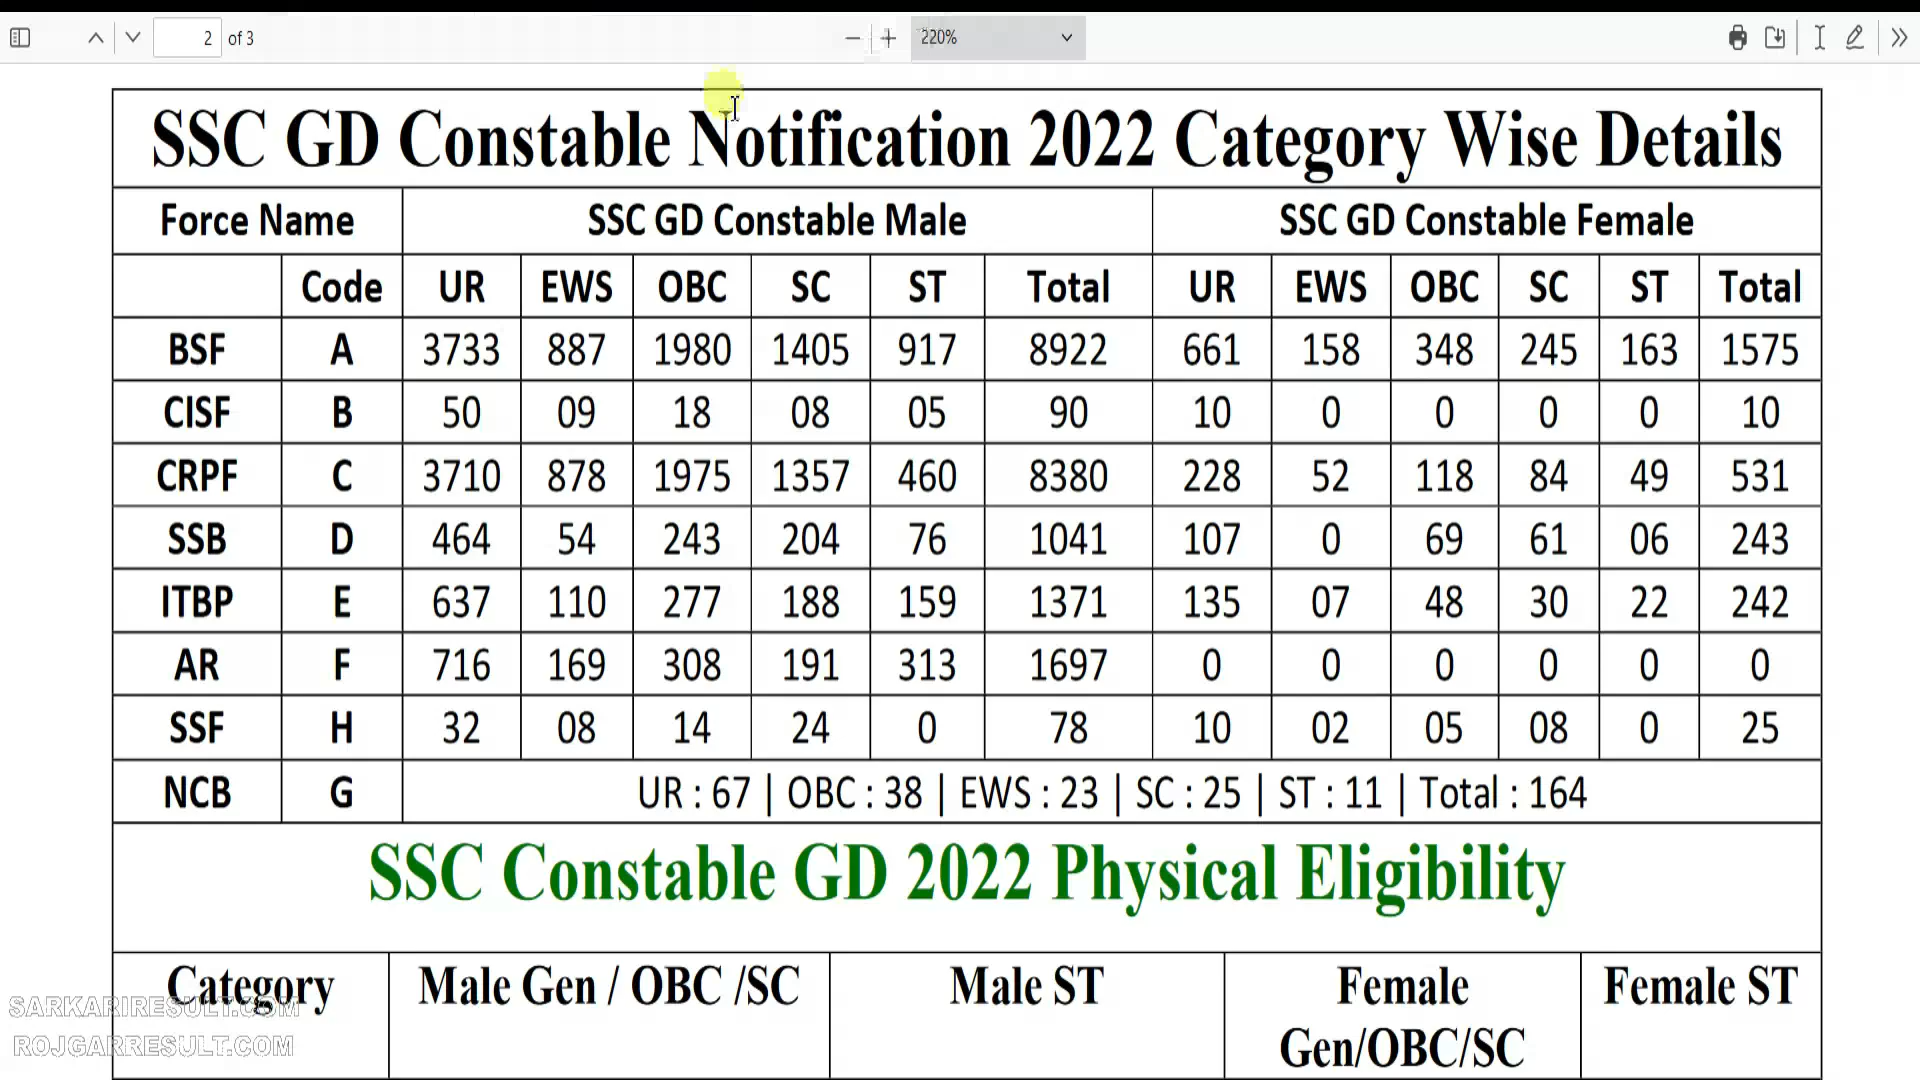 2 of 3 220%
SSC GD Constable Notification 2022 Category Wise Details
Force Name SSC GD Constable Male SSC GD Constable Female
Code UR EWS OBC SC ST Total UR EWS OBC SC ST Total
BSF A 3733 887 1980 1405 917 8922 661 158 348 245 163 1575
CISF B 50 09 18 08 05 90 10 0 0 0 0 10
CRPF C 3710 878 1975 1357 460 8380 228 52 118 84 49 531
SSB D 464 54 243 204 76 1041 107 0 69 61 06 243
ITBP E 637 110 277 188 159 1371 135 07 48 30 22 242
AR F 716 169 308 191 313 1697 0 0 0 0 0 0
SSF H 32 08 14 24 0 78 10 02 05 08 0 25
NCB G UR : 67 | OBC : 38 | EWS : 23 | SC : 25 | ST : 11 | Total : 164
SSC Constable GD 2022 Physical Eligibility
Category Male Gen / OBC /SC Male ST Female Female ST
Gen/OBC/SC
SARKARIRESULT.COM
ROJGARRESULT.COM